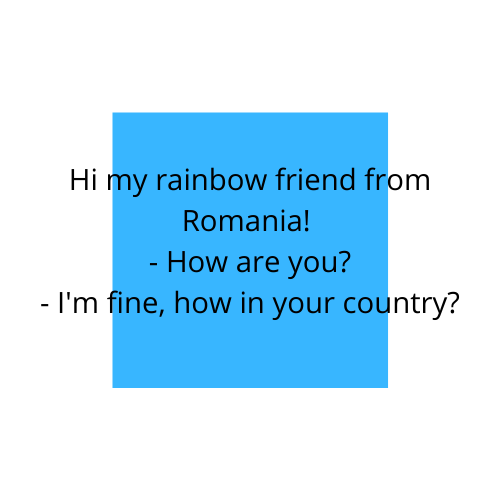 Hi my rainbow friend from
Romania!
- How are you?
- I'm fine, how in your country?